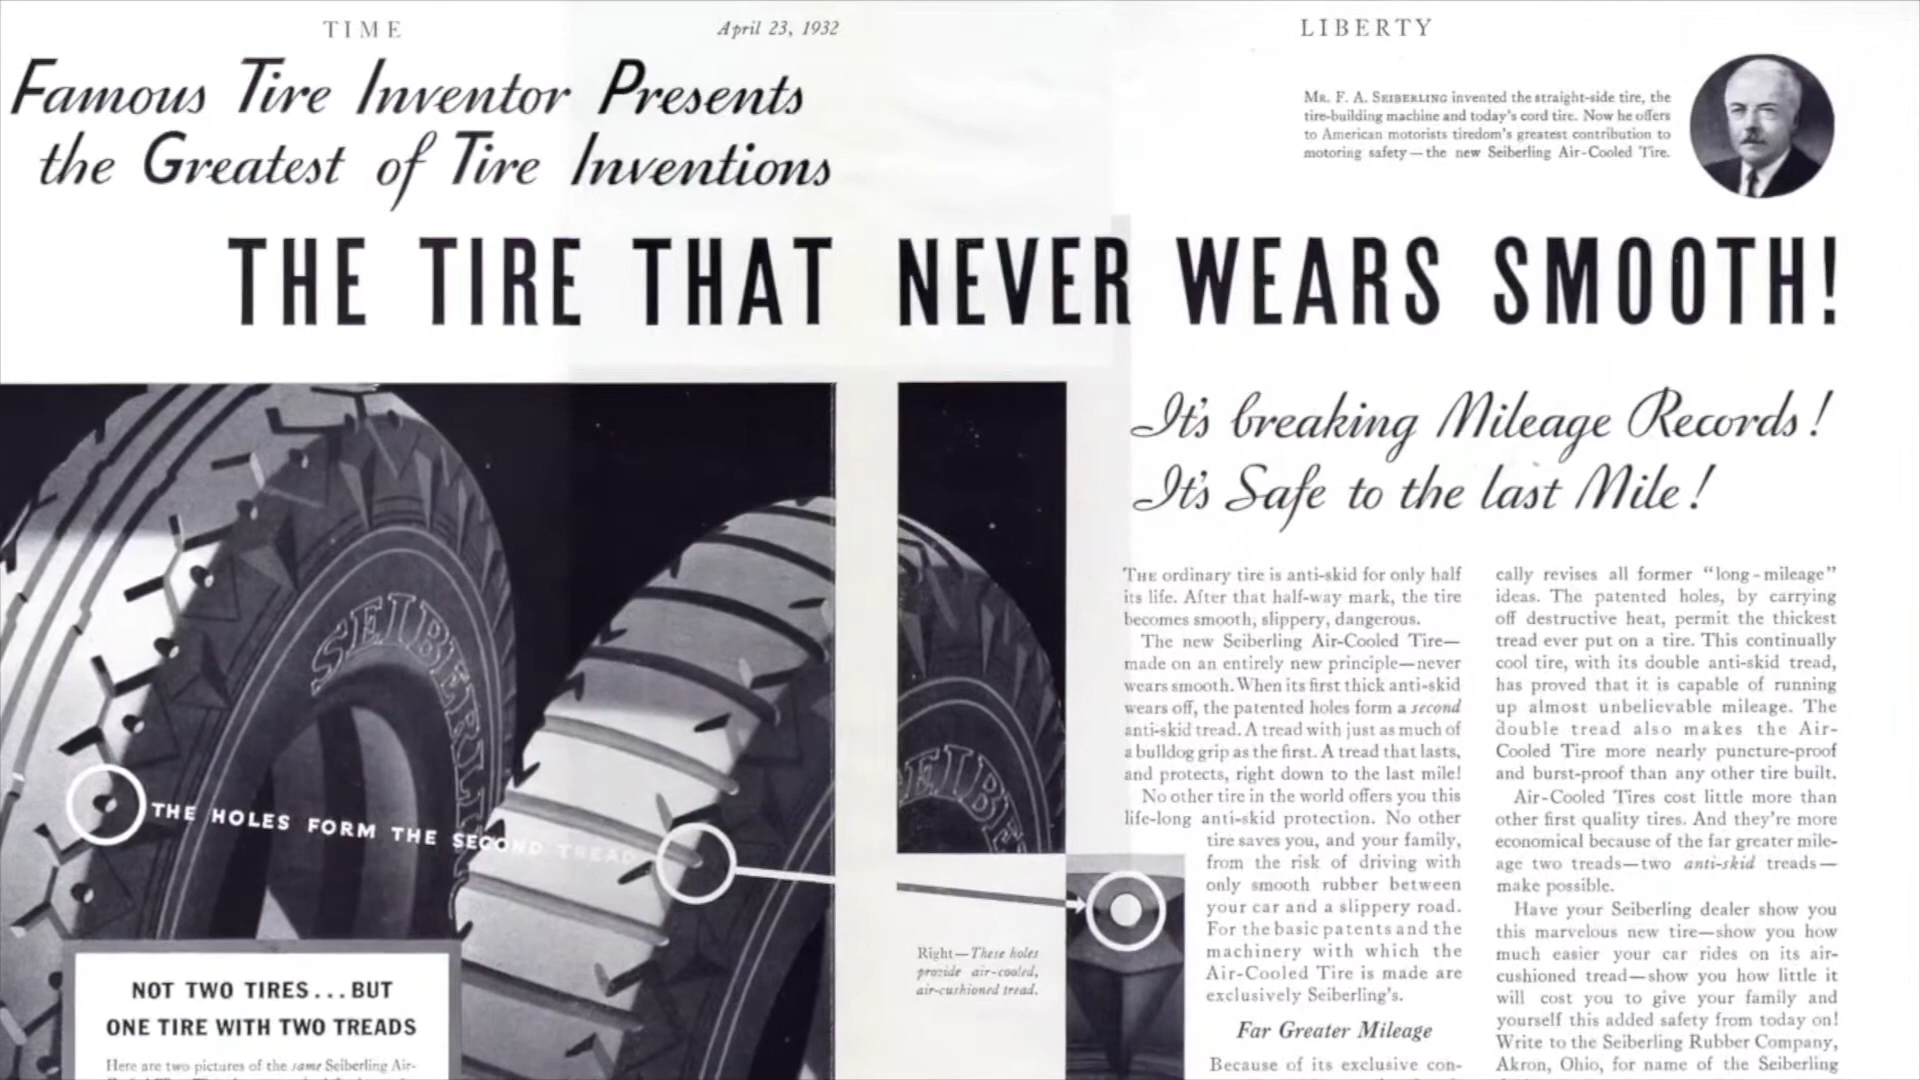 TIME
April 23, 1932
LIBERTY
Famous Tire Inventor Presents
the Greatest of Tire Inventions
MR. F. A. SEIBERLING invented the straight-side tire, the
tire-building machine and today's cord tire. Now he offers
to American motorists tiredom's greatest contribution to
motoring safety—the new Seiberling Air-Cooled Tire.
THE TIRE THAT NEVER WEARS SMOOTH!
It's breaking Mileage Records!
It's Safe to the last Mile!
SEIBERLING
SEIBE
THE HOLES FORM THE SECOND TREAD
NOT TWO TIRES...BUT
ONE TIRE WITH TWO TREADS
Here are two pictures of the same Seiberling Air-
Right—These holes
provide air-cooled,
air-cushioned tread.
THE ordinary tire is anti-skid for only half
its life. After that half-way mark, the tire
becomes smooth, slippery, dangerous.
The new Seiberling Air-Cooled Tire—
made on an entirely new principle—never
wears smooth. When its first thick anti-skid
wears off, the patented holes form a second
anti-skid tread. A tread with just as much of
a bulldog grip as the first. A tread that lasts,
and protects, right down to the last mile!
No other tire in the world offers you this
life-long anti-skid protection. No other
tire saves you, and your family,
from the risk of driving with
only smooth rubber between
your car and a slippery road.
For the basic patents and the
machinery with which the
Air-Cooled Tire is made are
exclusively Seiberling's.
Far Greater Mileage
Because of its exclusive con-
cally revises all former "long-mileage"
ideas. The patented holes, by carrying
off destructive heat, permit the thickest
tread ever put on a tire. This continually
cool tire, with its double anti-skid tread,
has proved that it is capable of running
up almost unbelievable mileage. The
double tread also makes the Air-
Cooled Tire more nearly puncture-proof
and burst-proof than any other tire built.
Air-Cooled Tires cost little more than
other first quality tires. And they're more
economical because of the far greater mile-
age two treads—two anti-skid treads—
make possible.
Have your Seiberling dealer show you
this marvelous new tire—show you how
much easier your car rides on its air-
cushioned tread—show you how little it
will cost you to give your family and
yourself this added safety from today on!
Write to the Seiberling Rubber Company,
Akron, Ohio, for name of the Seiberling